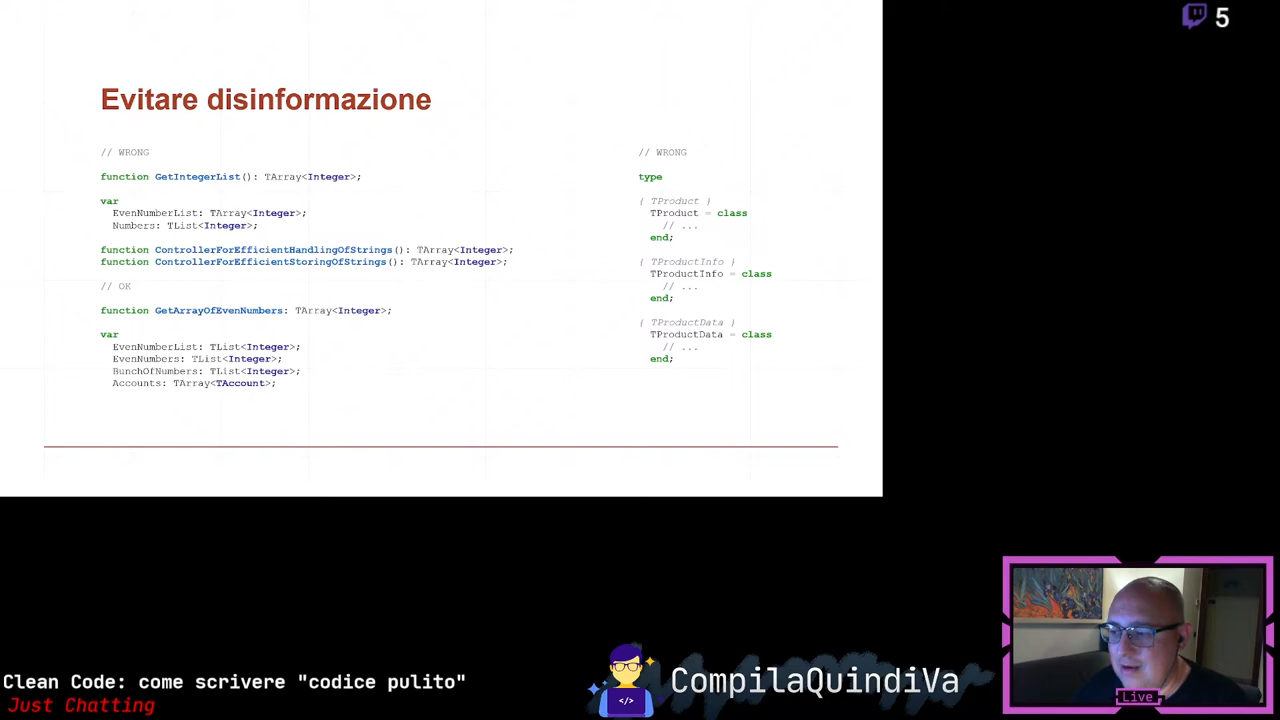 5
Evitare disinformazione
// WRONG
function GetIntegerList(): TArray<Integer>;
var
EvenNumberList: TArray<Integer>;
Numbers: TList<Integer>;
function ControllerForEfficientHandlingOfStrings(): TArray<Integer>;
function ControllerForEfficientStoringOfStrings(): TArray<Integer>;
// OK
function GetArrayOfEvenNumbers: TArray<Integer>;
var
EvenNumberList: TList<Integer>;
EvenNumbers: TList<Integer>;
BunchOfNumbers: TList<Integer>;
Accounts: TArray<TAccount>;
// WRONG
type
{ TProduct }
TProduct = class
// ...
end;
{ TProductInfo }
TProductInfo = class
// ...
end;
{ TProductData }
TProductData = class
// ...
end;
Clean Code: come scrivere "codice pulito"
Just Chatting
</>
CompilaQuindiVa
Live